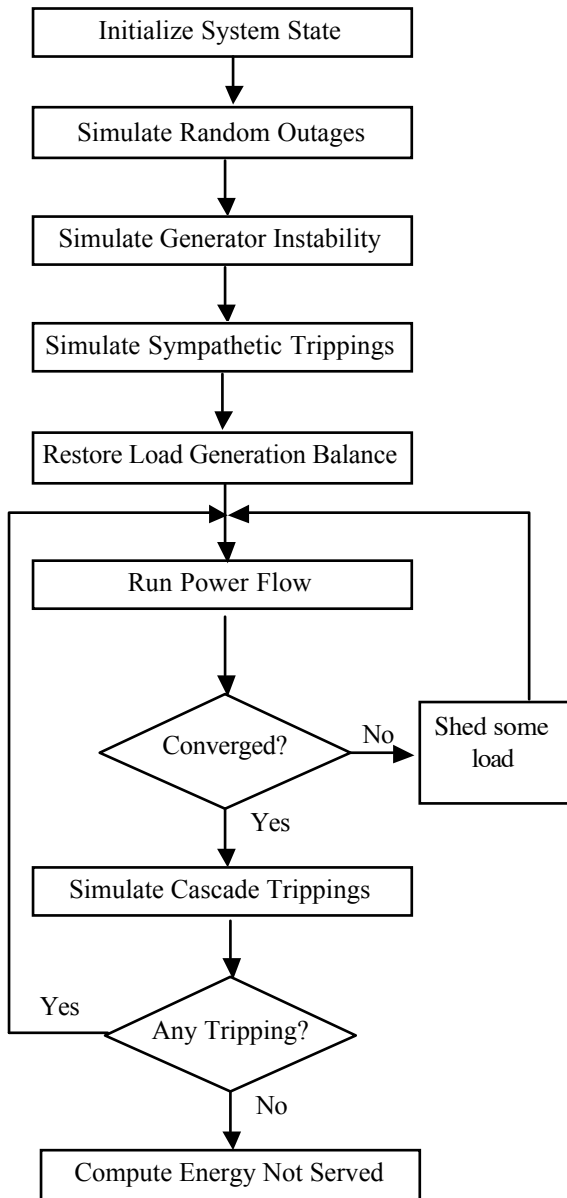 Initialize System State
Simulate Random Outages
Simulate Generator Instability
Simulate Sympathetic Trippings
Restore Load Generation Balance
Run Power Flow
Converged?
No
Shed some
load
Yes
Simulate Cascade Trippings
Yes
Any Tripping?
No
Compute Energy Not Served